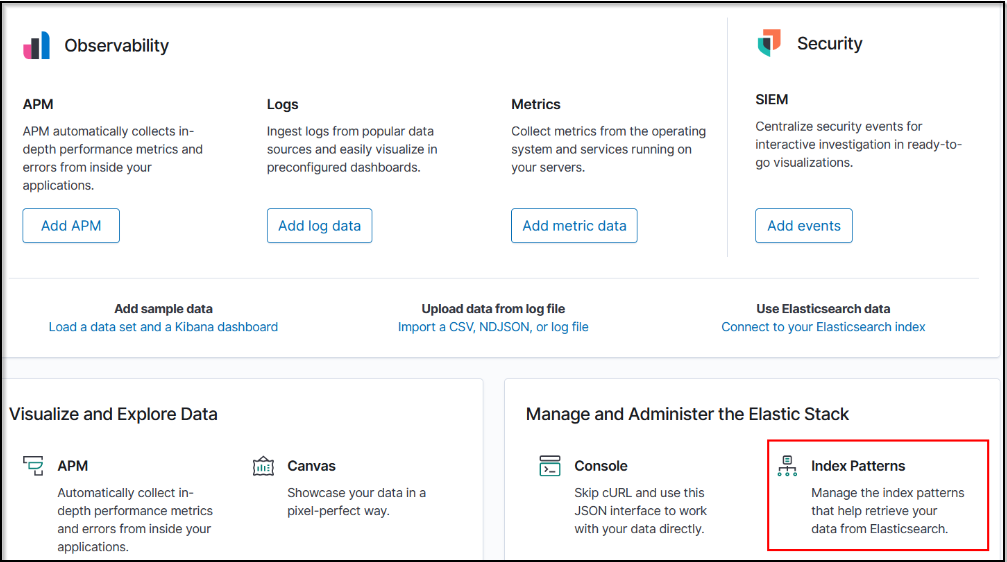 Observability
APM
APM automatically collects in-
depth performance metrics and
errors from inside your
applications.
Add APM
Logs
Ingest logs from popular data
sources and easily visualize in
preconfigured dashboards.
Add log data
Metrics
Collect metrics from the operating
system and services running on
your servers.
Add metric data
Security
SIEM
Centralize security events for
interactive investigation in ready-to-
go visualizations.
Add events
Add sample data
Load a data set and a Kibana dashboard
Upload data from log file
Import a CSV, NDJSON, or log file
Use Elasticsearch data
Connect to your Elasticsearch index
Visualize and Explore Data
APM
Automatically collect in-
depth performance metrics
and errors from inside your
applications.
Canvas
Showcase your data in a
pixel-perfect way.
Manage and Administer the Elastic Stack
Console
Skip cURL and use this
JSON interface to work
with your data directly.
Index Patterns
Manage the index patterns
that help retrieve your
data from Elasticsearch.